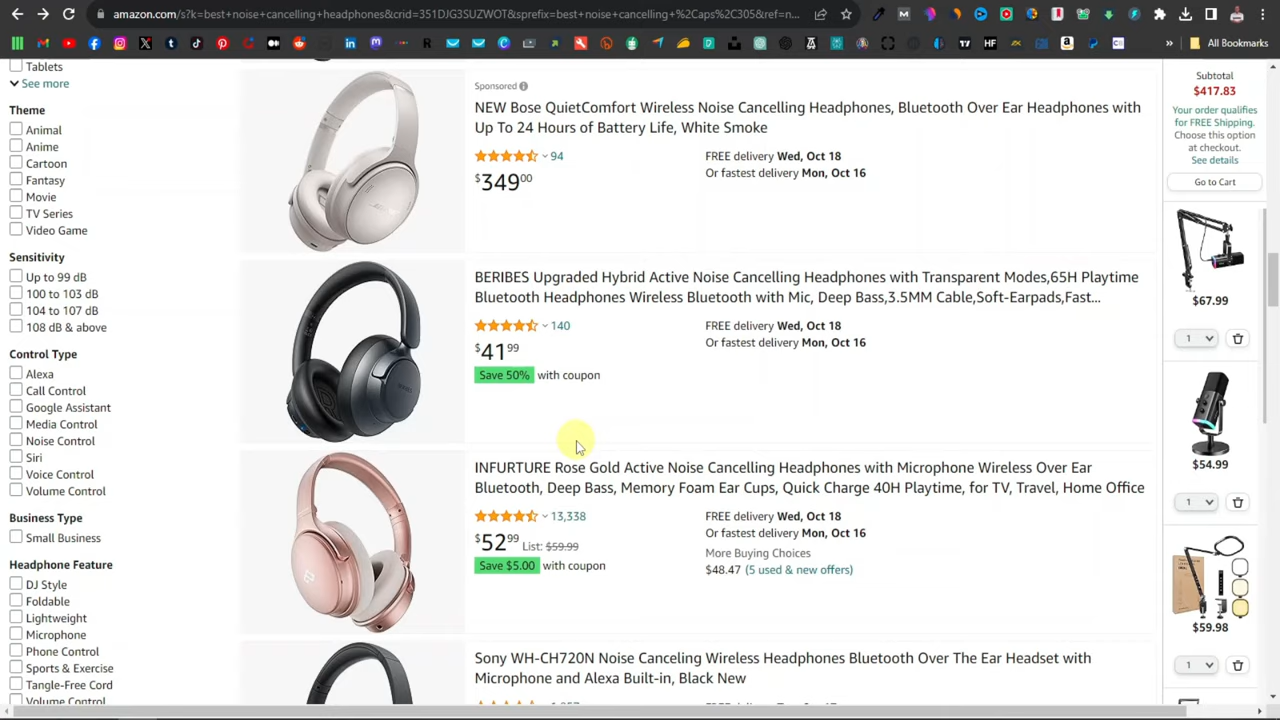 amazon.com/s?k=best+noise+cancelling+headphones&crid=351DJG3SUZWOT&sprefix=best+noise+cancelling+%2Caps%2C305&ref=n...
All Bookmarks
Tablets
See more
Theme
Animal
Anime
Cartoon
Fantasy
Movie
TV Series
Video Game
Sensitivity
Up to 99 dB
100 to 103 dB
104 to 107 dB
108 dB & above
Control Type
Alexa
Call Control
Google Assistant
Media Control
Noise Control
Siri
Voice Control
Volume Control
Business Type
Small Business
Headphone Feature
DJ Style
Foldable
Lightweight
Microphone
Phone Control
Sports & Exercise
Tangle-Free Cord
Volume Control
Sponsored
NEW Bose QuietComfort Wireless Noise Cancelling Headphones, Bluetooth Over Ear Headphones with
Up To 24 Hours of Battery Life, White Smoke
94
$349 00
FREE delivery Wed, Oct 18
Or fastest delivery Mon, Oct 16
BERIBES Upgraded Hybrid Active Noise Cancelling Headphones with Transparent Modes,65H Playtime
Bluetooth Headphones Wireless Bluetooth with Mic, Deep Bass,3.5MM Cable,Soft-Earpads,Fast...
140
$41 99
Save 50% with coupon
FREE delivery Wed, Oct 18
Or fastest delivery Mon, Oct 16
INFURTURE Rose Gold Active Noise Cancelling Headphones with Microphone Wireless Over Ear
Bluetooth, Deep Bass, Memory Foam Ear Cups, Quick Charge 40H Playtime, for TV, Travel, Home Office
13,338
$52 99 List: $59.99
Save $5.00 with coupon
FREE delivery Wed, Oct 18
Or fastest delivery Mon, Oct 16
More Buying Choices
$48.47 (5 used & new offers)
Sony WH-CH720N Noise Canceling Wireless Headphones Bluetooth Over The Ear Headset with
Microphone and Alexa Built-in, Black New
Subtotal
$417.83
Your order qualifies
for FREE Shipping.
Choose this option
at checkout.
See details
Go to Cart
$67.99
1
$54.99
1
$59.98
1